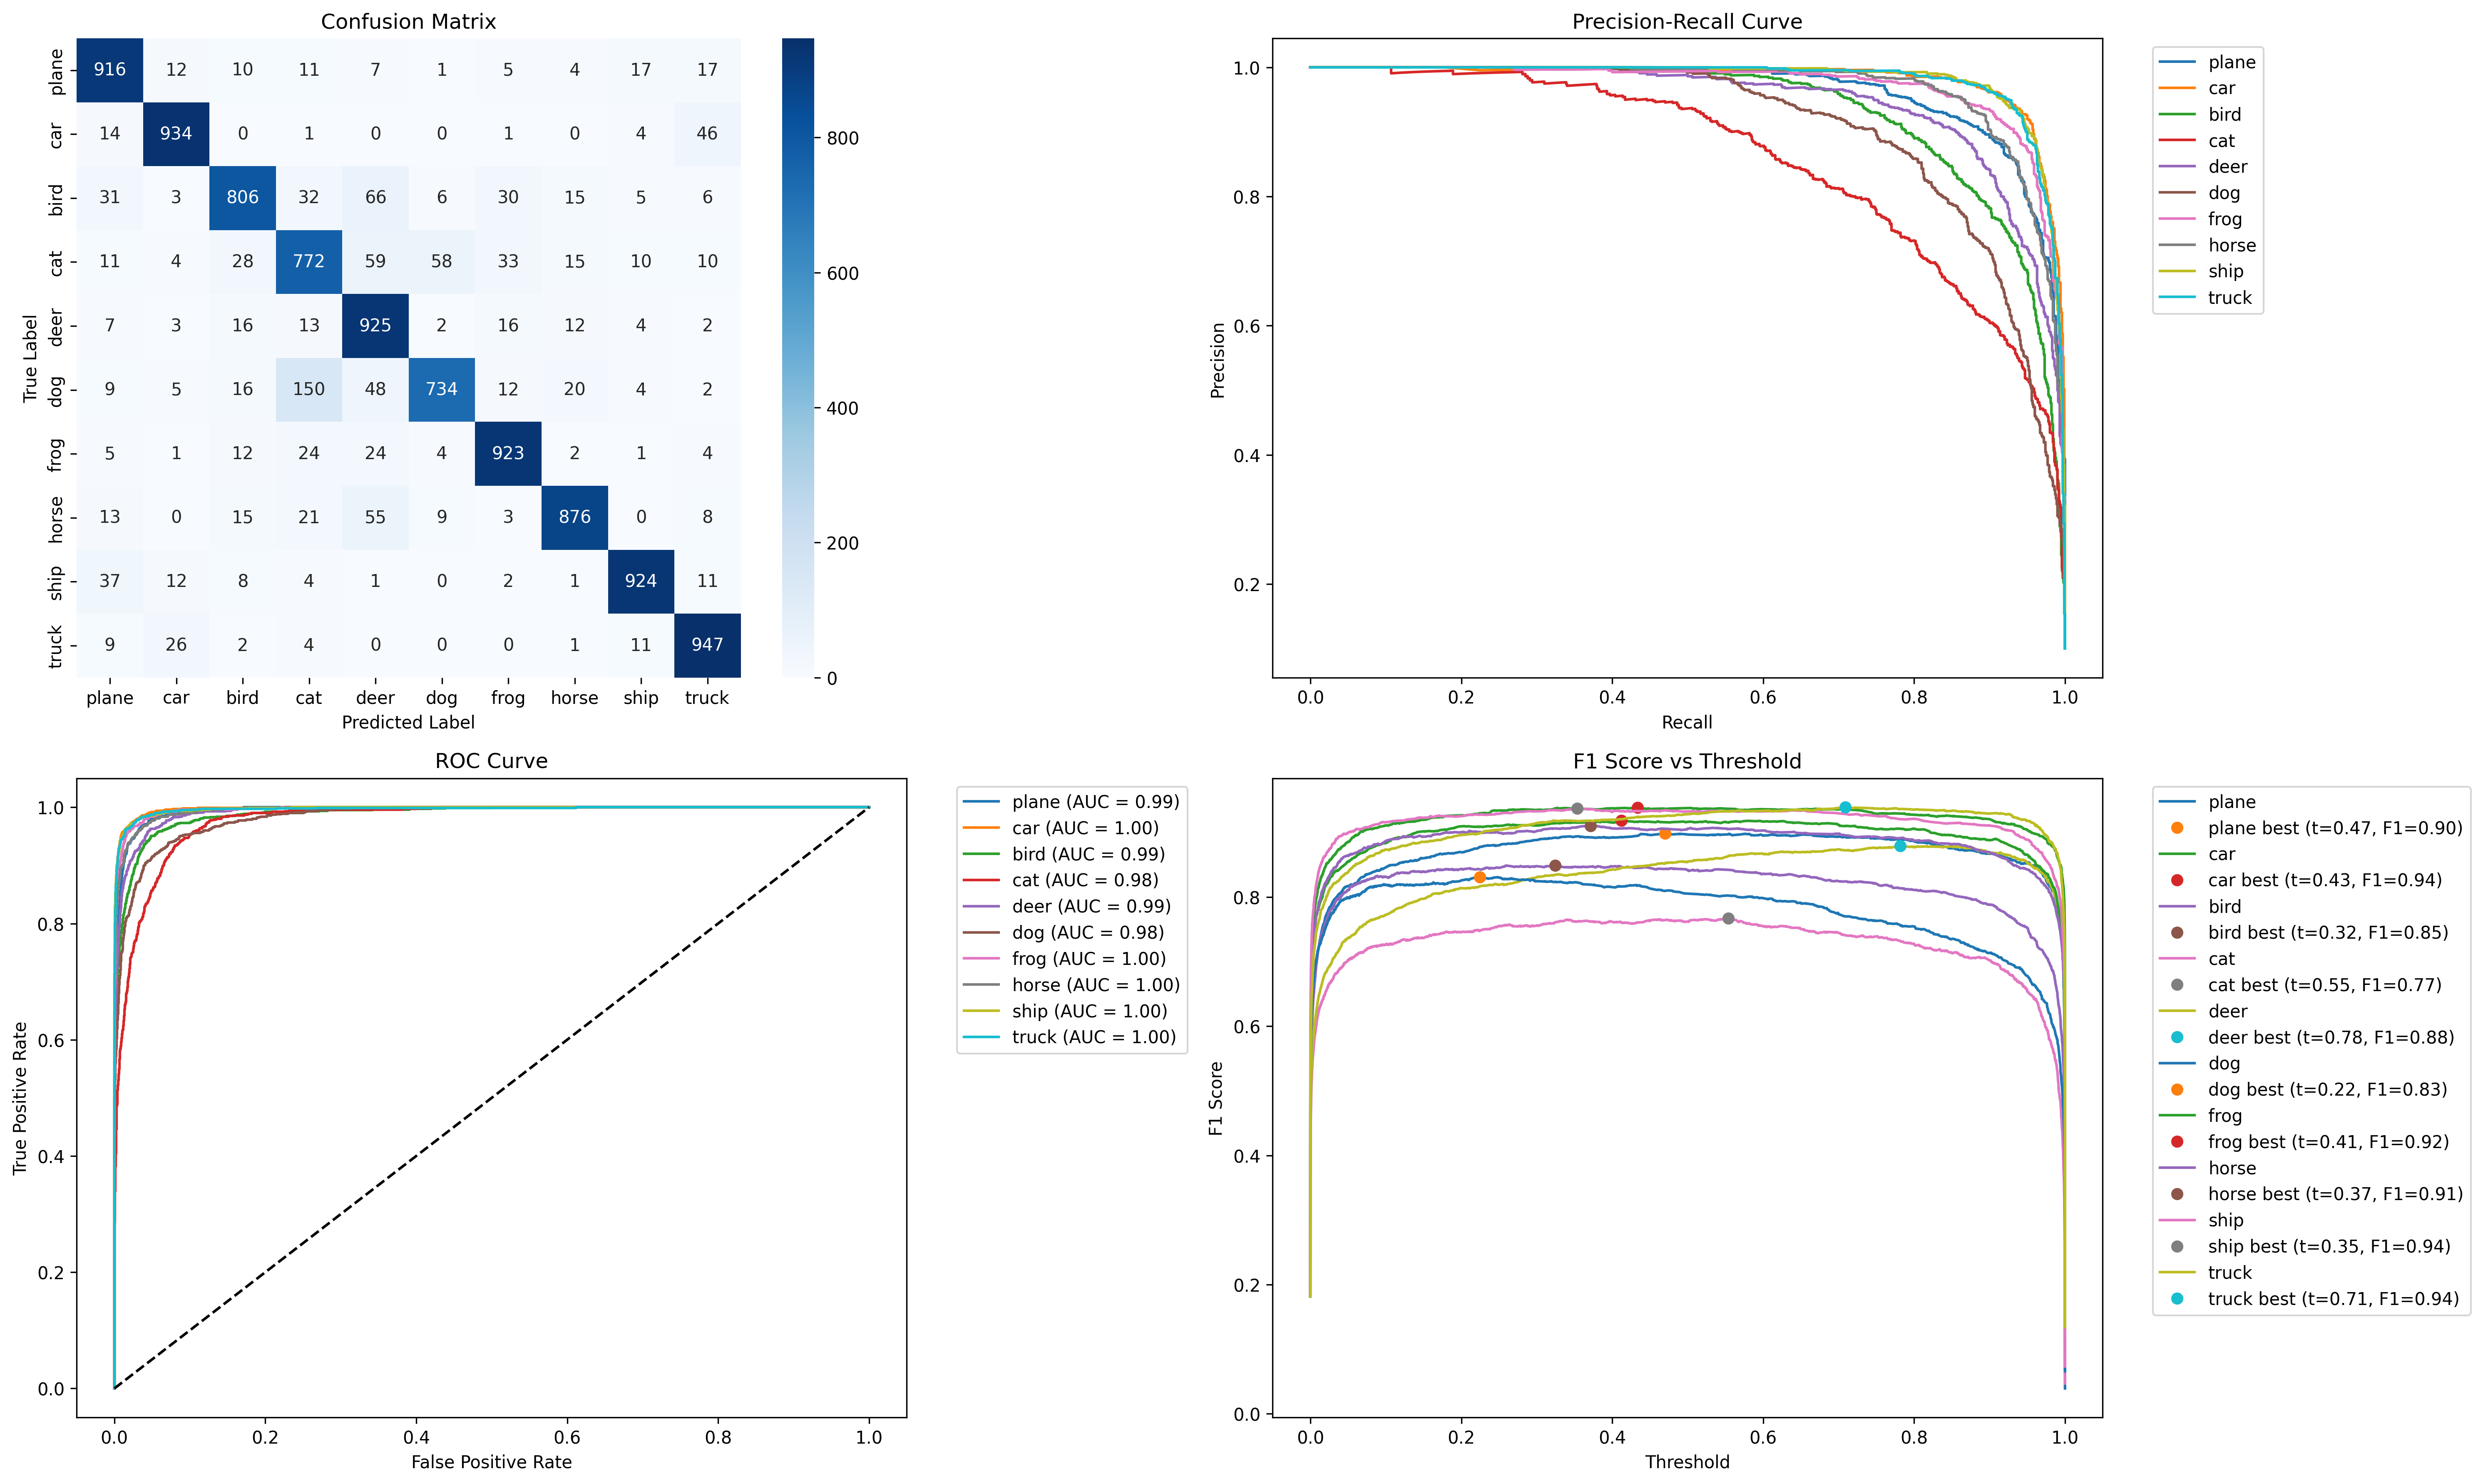 Confusion Matrix
True Label
plane 916 12 10 11 7 1 5 4 17 17
car 14 934 0 1 0 0 1 0 4 46
bird 31 3 806 32 66 6 30 15 5 6
cat 11 4 28 772 59 58 33 15 10 10
deer 7 3 16 13 925 2 16 12 4 2
dog 9 5 16 150 48 734 12 20 4 2
frog 5 1 12 24 24 4 923 2 1 4
horse 13 0 15 21 55 9 3 876 0 8
ship 37 12 8 4 1 0 2 1 924 11
truck 9 26 2 4 0 0 0 1 11 947
plane car bird cat deer dog frog horse ship truck
Predicted Label
800
600
400
200
0
Precision-Recall Curve
Precision
1.0
0.8
0.6
0.4
0.2
0.0 0.2 0.4 0.6 0.8 1.0
Recall
plane
car
bird
cat
deer
dog
frog
horse
ship
truck
ROC Curve
True Positive Rate
1.0
0.8
0.6
0.4
0.2
0.0
0.0 0.2 0.4 0.6 0.8 1.0
False Positive Rate
plane (AUC = 0.99)
car (AUC = 1.00)
bird (AUC = 0.99)
cat (AUC = 0.98)
deer (AUC = 0.99)
dog (AUC = 0.98)
frog (AUC = 1.00)
horse (AUC = 1.00)
ship (AUC = 1.00)
truck (AUC = 1.00)
F1 Score vs Threshold
F1 Score
0.8
0.6
0.4
0.2
0.0
0.0 0.2 0.4 0.6 0.8 1.0
Threshold
plane
plane best (t=0.47, F1=0.90)
car
car best (t=0.43, F1=0.94)
bird
bird best (t=0.32, F1=0.85)
cat
cat best (t=0.55, F1=0.77)
deer
deer best (t=0.78, F1=0.88)
dog
dog best (t=0.22, F1=0.83)
frog
frog best (t=0.41, F1=0.92)
horse
horse best (t=0.37, F1=0.91)
ship
ship best (t=0.35, F1=0.94)
truck
truck best (t=0.71, F1=0.94)